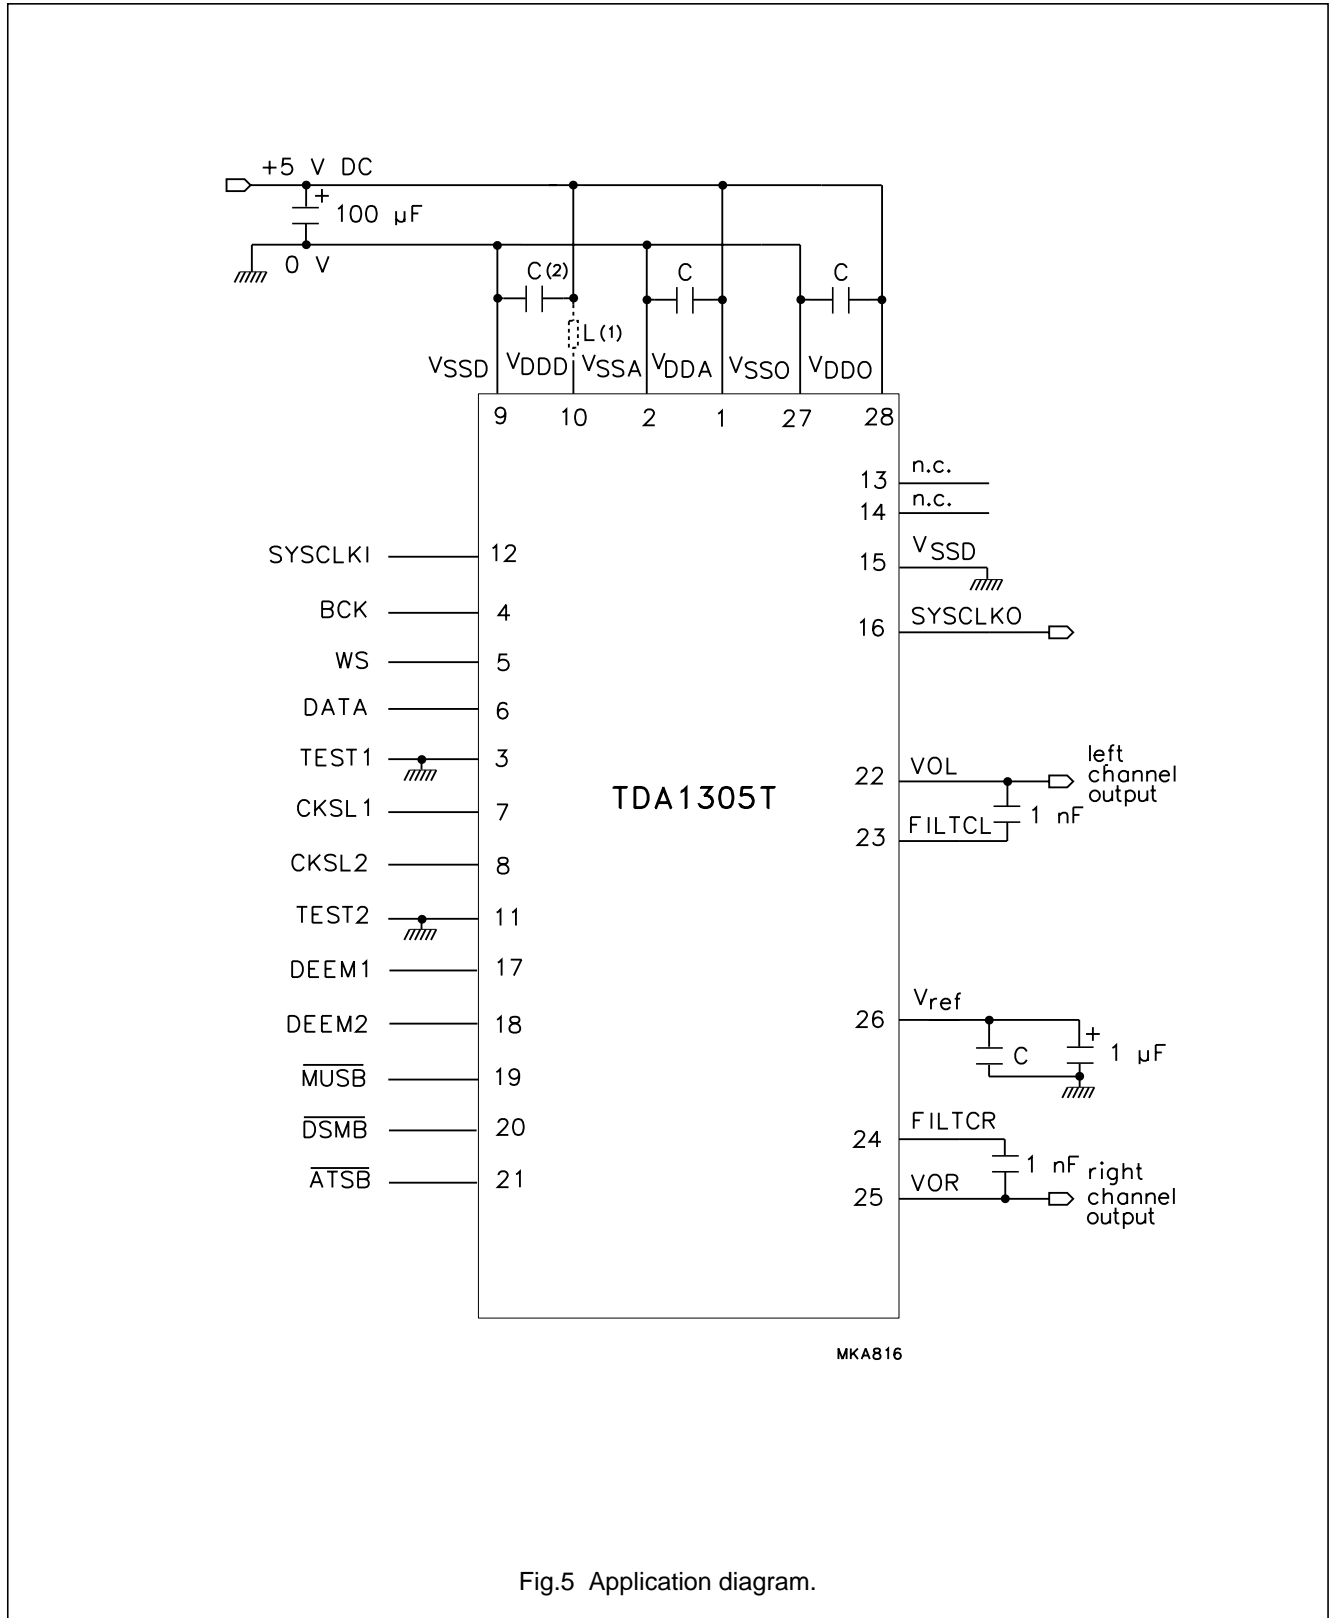 +5 V DC
+
100 µF
0 V
C(2)
C
C
L(1)
VSSD VDDD VSSA VDDA VSSO VDDO
9 10 2 1 27 28
13 n.c.
14 n.c.
15 VSSD
16 SYSCLKO
SYSCLKI 12
BCK 4
WS 5
DATA 6
TEST1 3
CKSL1 7
CKSL2 8
TEST2 11
DEEM1 17
DEEM2 18
MUSB 19
DSMB 20
ATSB 21
TDA1305T
22 VOL
left
channel
output
1 nF
23 FILTCL
26 Vref
C
+
1 µF
24 FILTCR
1 nF
25 VOR
right
channel
output
MKA816
Fig.5 Application diagram.